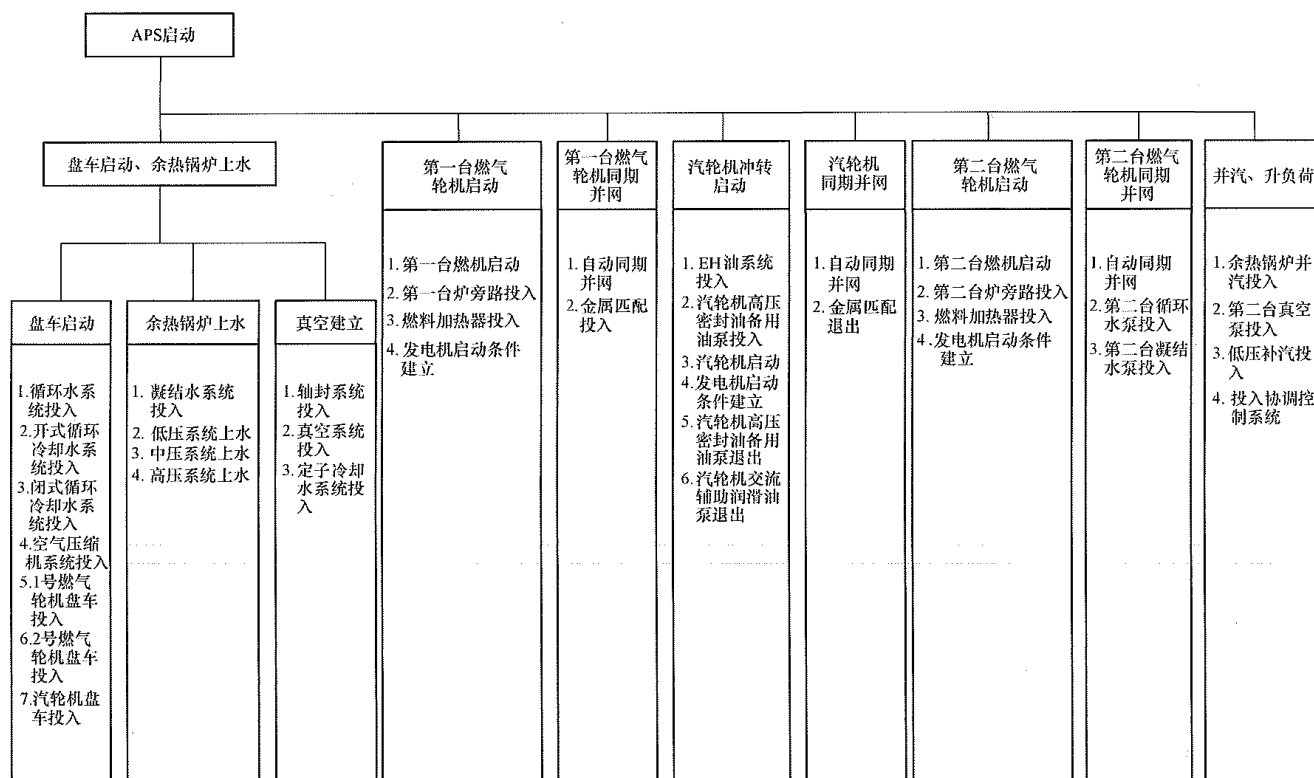 APS启动
盘车启动、余热锅炉上水
第一台燃气
轮机启动
第一台燃气
轮机同期
并网
汽轮机冲转
启动
汽轮机
同期并网
第二台燃气
轮机启动
第二台燃气
轮机同期
并网
并汽、升负荷
盘车启动
1.循环水系
统投入
2.开式循环
冷却水系
统投入
3.闭式循环
冷却水系
统投入
4.空气压缩
机系统投入
5.1号燃气
轮机盘车
投入
6.2号燃气
轮机盘车
投入
7.汽轮机盘
车投入
余热锅炉上水
1. 凝结水系统
投入
2. 低压系统上水
3. 中压系统上水
4. 高压系统上水
真空建立
1.轴封系统
投入
2.真空系统
投入
3.定子冷却
水系统投
入
1.第一台燃机启动
2.第一台炉旁路投入
3.燃料加热器投入
4.发电机启动条件
建立
1.自动同期
并网
2.金属匹配
投入
1.EH油系统
投入
2.汽轮机高压
密封油备用
油泵投入
3.汽轮机启动
4.发电机启动
条件建立
5.汽轮机高压
密封油备用
油泵退出
6.汽轮机交流
辅助润滑油
泵退出
1.自动同期
并网
2.金属匹配
退出
1.第二台燃机启动
2.第二台炉旁路投入
3.燃料加热器投入
4.发电机启动条件
建立
1.自动同期
并网
2.第二台循环
水泵投入
3.第二台凝结
水泵投入
1.余热锅炉并
汽投入
2.第二台真空
泵投入
3.低压补汽投
入
4.投入协调控
制系统